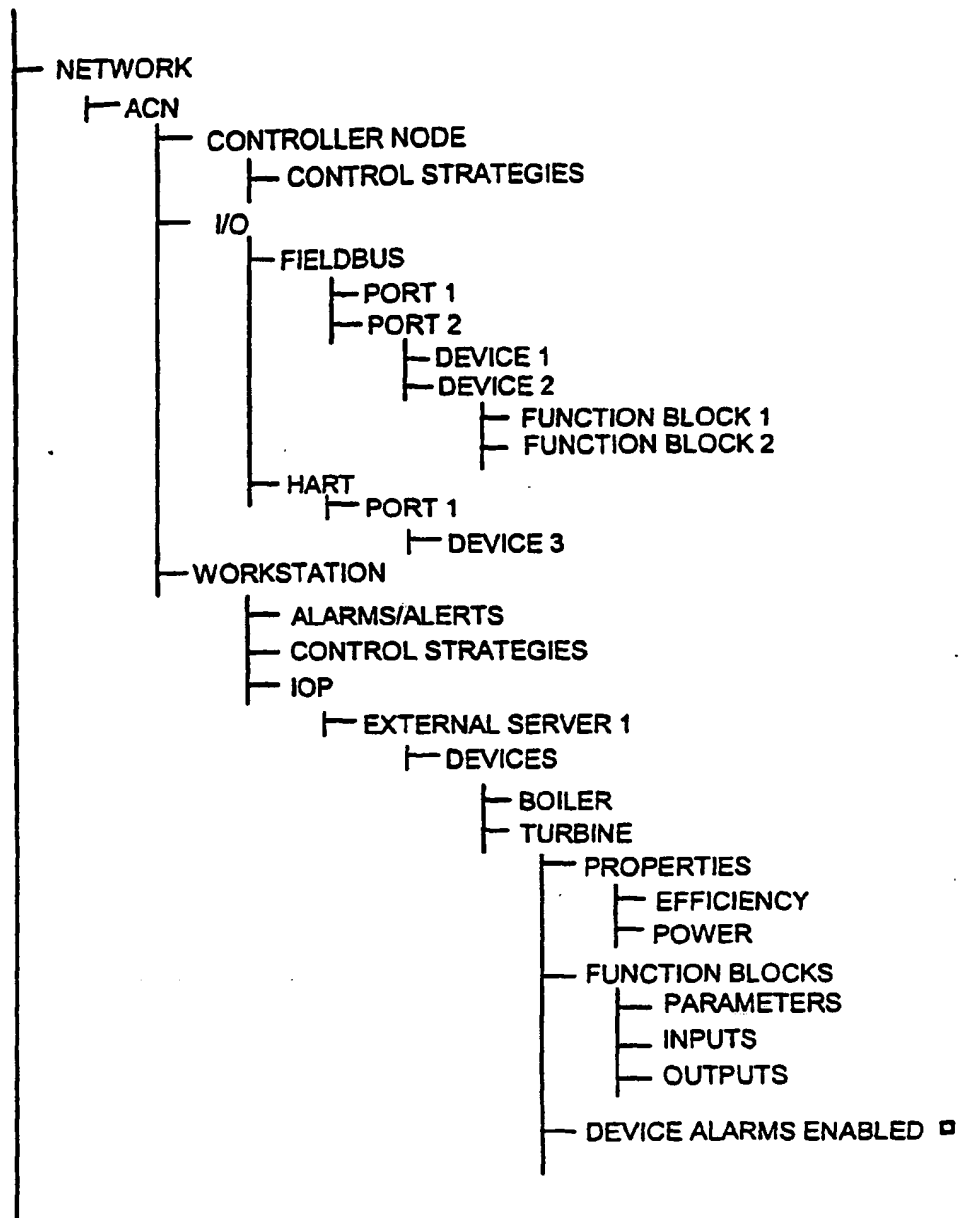 NETWORK
ACN
CONTROLLER NODE
CONTROL STRATEGIES
I/O
FIELDBUS
PORT 1
PORT 2
DEVICE 1
DEVICE 2
FUNCTION BLOCK 1
FUNCTION BLOCK 2
HART
PORT 1
DEVICE 3
WORKSTATION
ALARMS/ALERTS
CONTROL STRATEGIES
IOP
EXTERNAL SERVER 1
DEVICES
BOILER
TURBINE
PROPERTIES
EFFICIENCY
POWER
FUNCTION BLOCKS
PARAMETERS
INPUTS
OUTPUTS
DEVICE ALARMS ENABLED